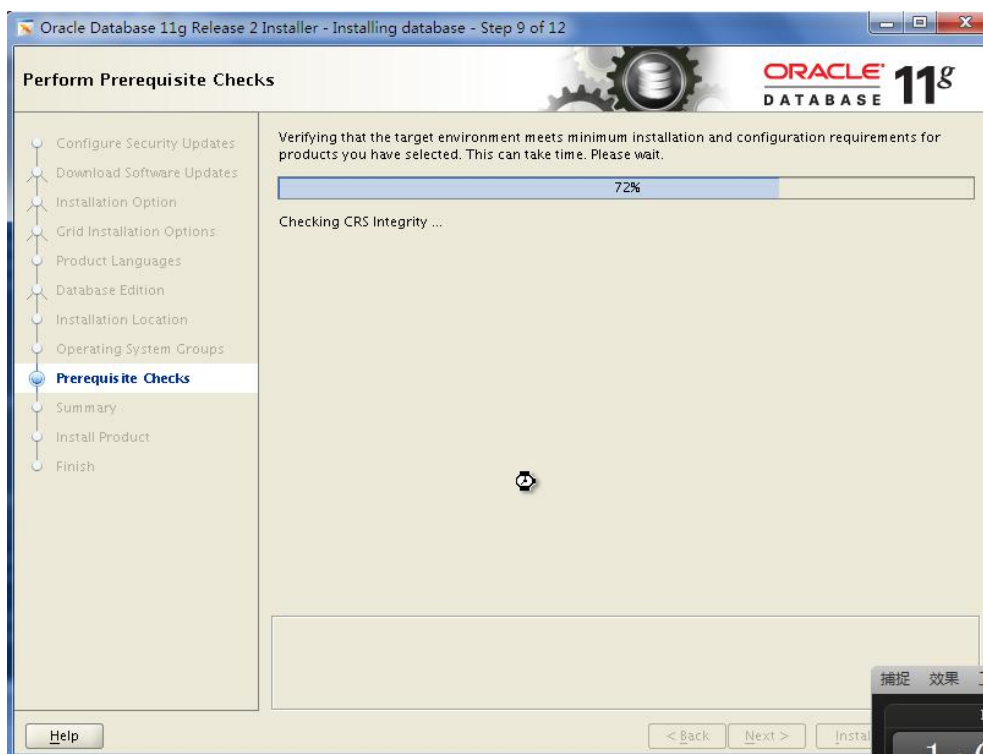 Oracle Database 11g Release 2 Installer - Installing database - Step 9 of 12
Perform Prerequisite Checks
ORACLE
DATABASE
11g
Configure Security Updates
Download Software Updates
Installation Option
Grid Installation Options
Product Languages
Database Edition
Installation Location
Operating System Groups
Prerequisite Checks
Summary
Install Product
Finish
Verifying that the target environment meets minimum installation and configuration requirements for
products you have selected. This can take time. Please wait.
72%
Checking CRS Integrity ...
捕捉 效果
Help
< Back
Next >